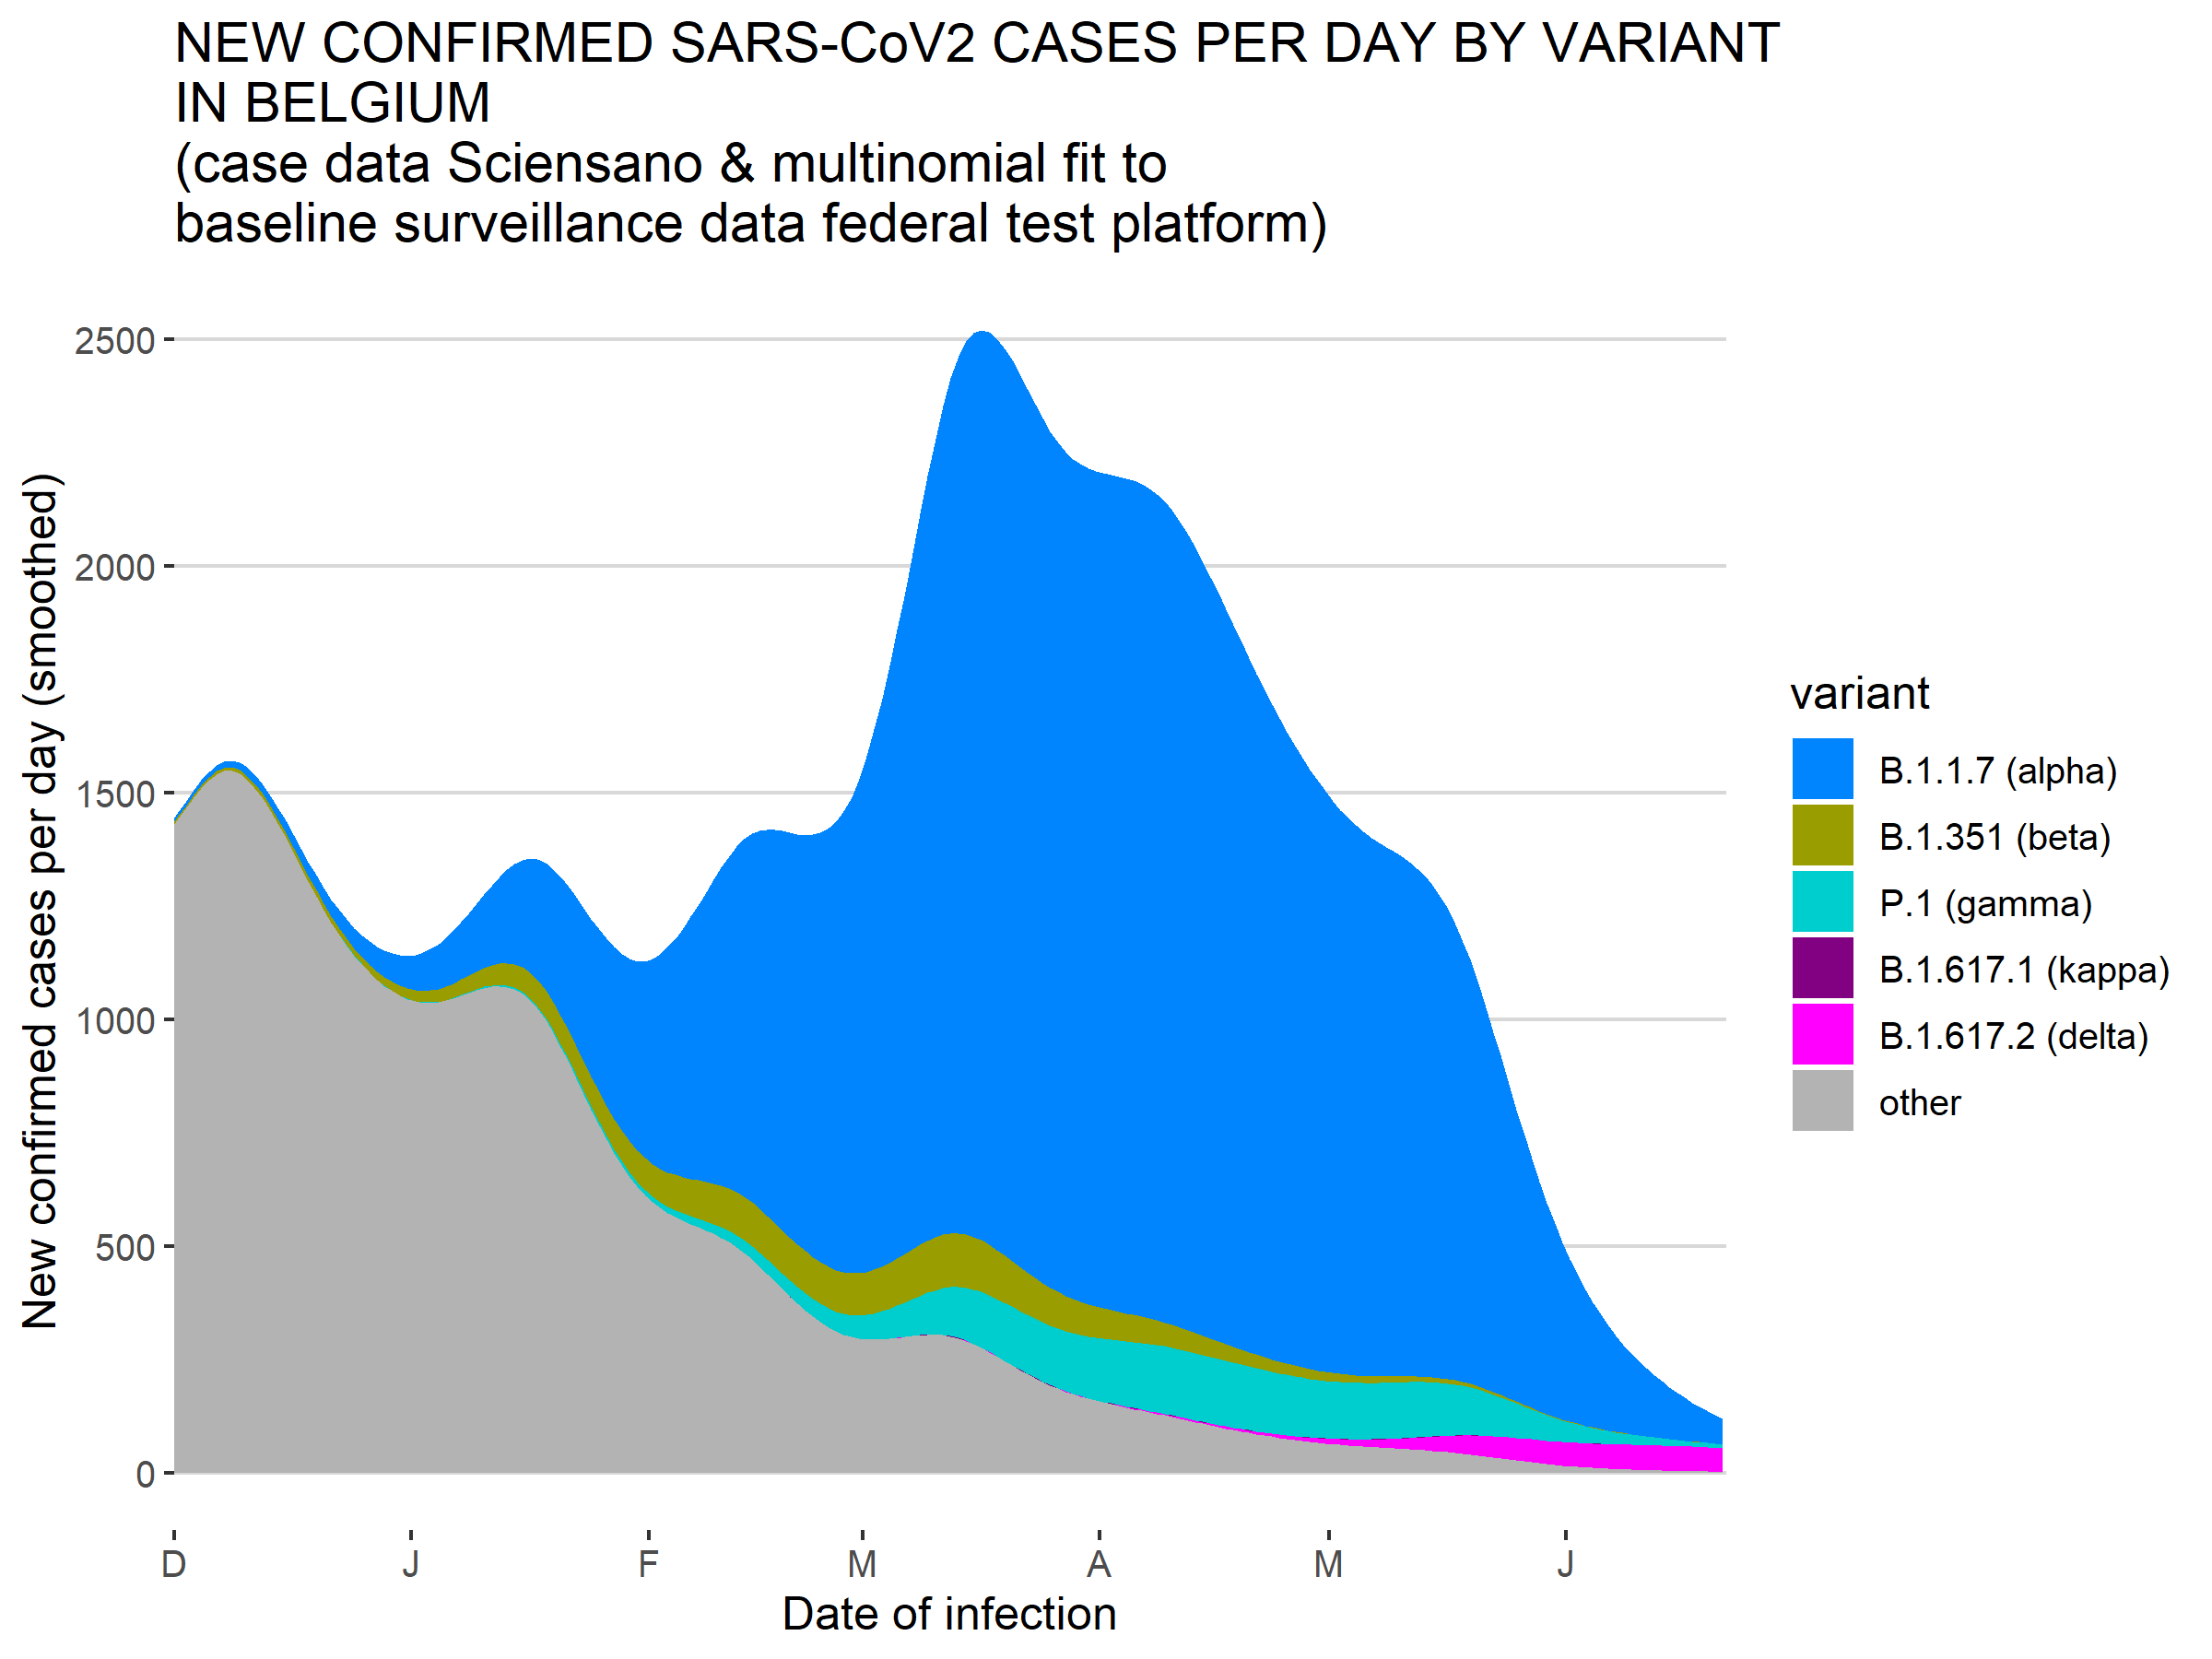 NEW CONFIRMED SARS-CoV2 CASES PER DAY BY VARIANT
IN BELGIUM
(case data Sciensano & multinomial fit to
baseline surveillance data federal test platform)
New confirmed cases per day (smoothed)
2500
2000
1500
1000
500
0
D J F M A M J
Date of infection
variant
B.1.1.7 (alpha)
B.1.351 (beta)
P.1 (gamma)
B.1.617.1 (kappa)
B.1.617.2 (delta)
other